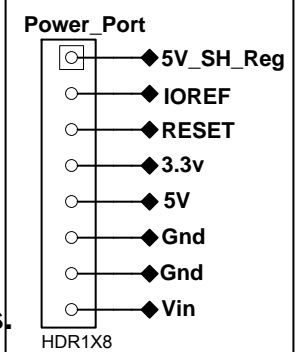 Power_Port
5V_SH_Reg
IOREF
RESET
3.3v
5V
Gnd
Gnd
Vin
s.
HDR1X8